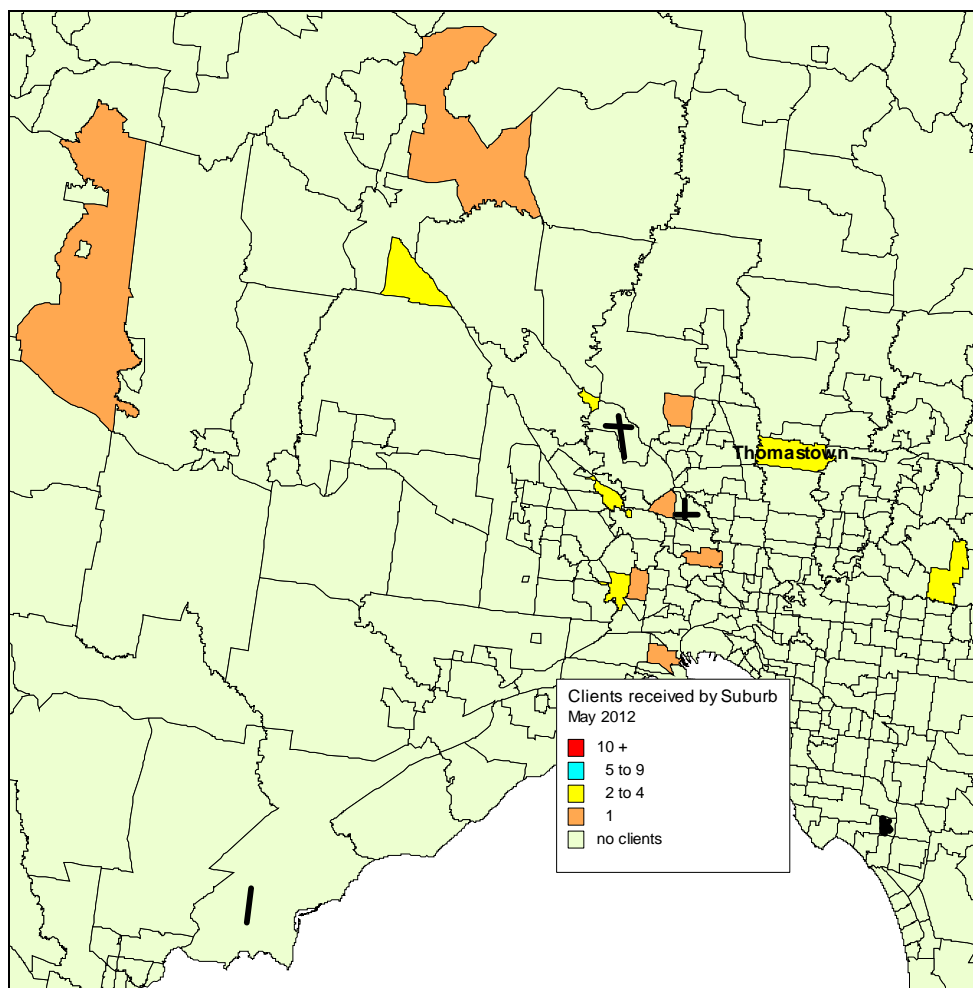 Thomastown
Clients received by Suburb
May 2012
10 +
5 to 9
2 to 4
1
no clients